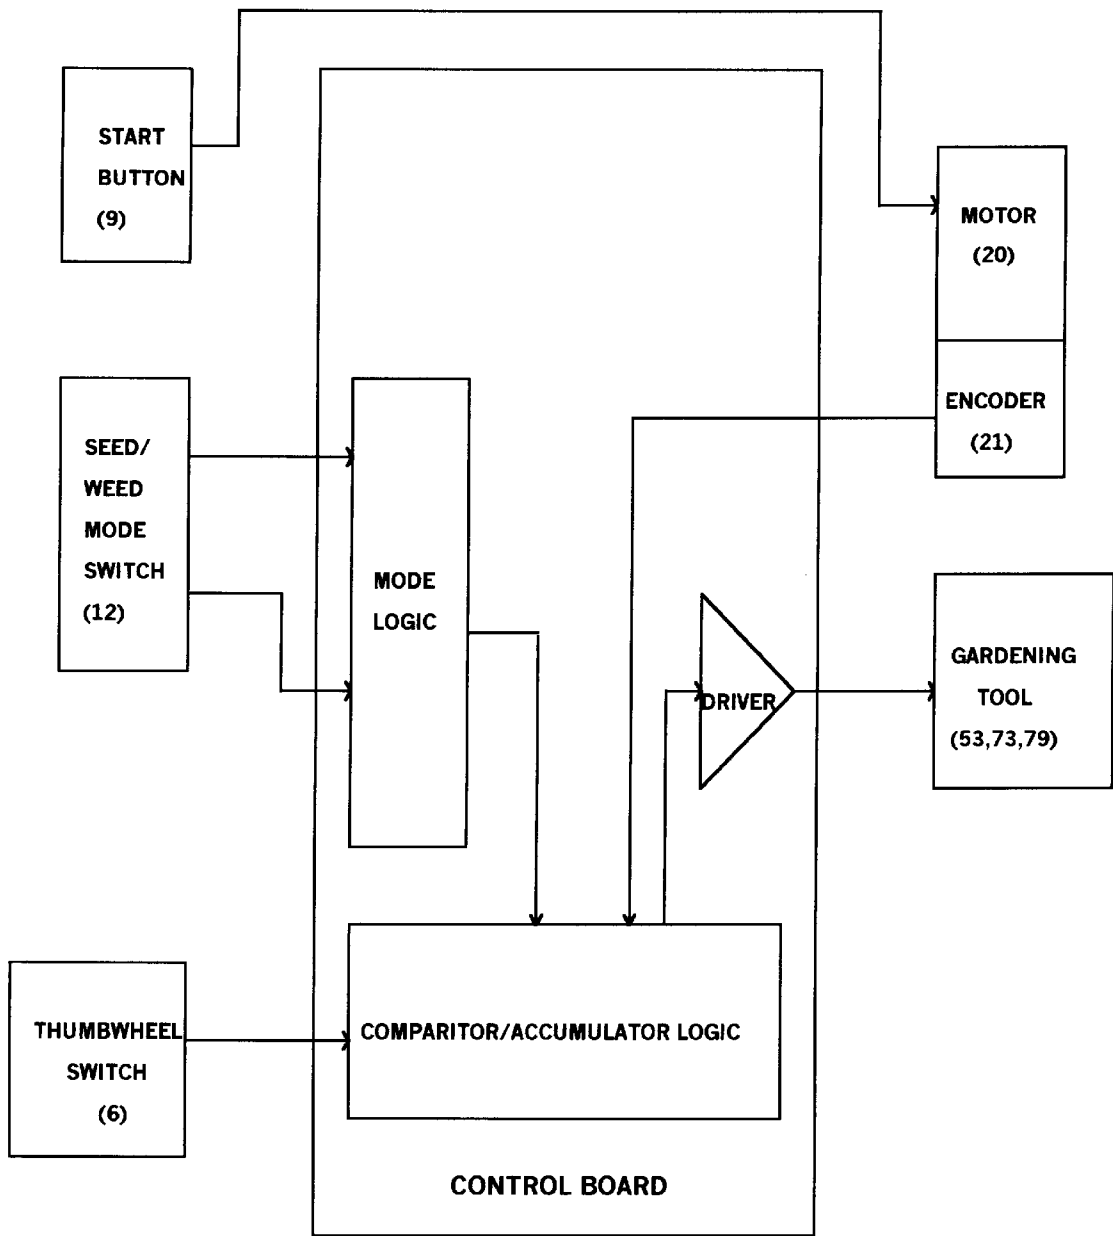 START
BUTTON
(9)
MOTOR
(20)
ENCODER
(21)
SEED/
WEED
MODE
SWITCH
(12)
MODE
LOGIC
DRIVER
GARDENING
TOOL
(53,73,79)
THUMBWHEEL
SWITCH
(6)
COMPARITOR/ACCUMULATOR LOGIC
CONTROL BOARD